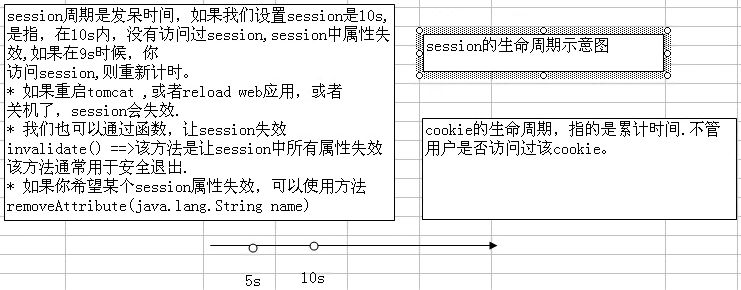 session周期是发呆时间，如果我们设置session是10s,
是指，在10s内，没有访问过session,session中属性失
效,如果在9s时候，你
访问session,则重新计时。
* 如果重启tomcat ,或者reload web应用，或者
关机了，session会失效.
* 我们也可以通过函数，让session失效
invalidate() ==>该方法是让session中所有属性失效
该方法通常用于安全退出.
* 如果你希望某个session属性失效，可以使用方法
removeAttribute(java.lang.String name)
session的生命周期示意图
cookie的生命周期，指的是累计时间.不管
用户是否访问过该cookie。
5s
10s